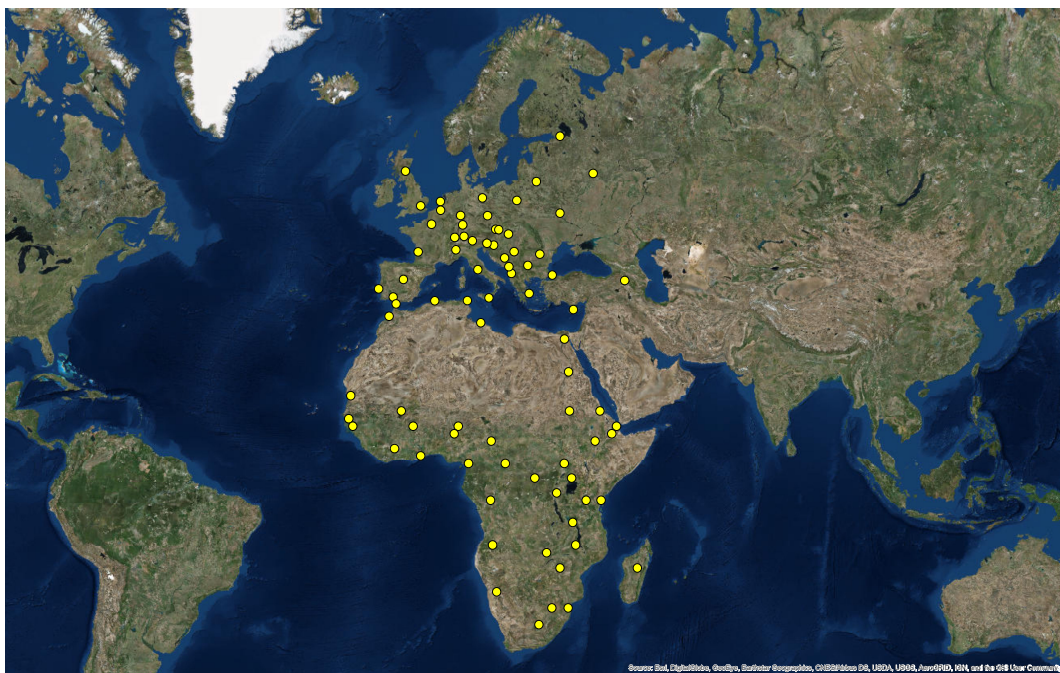 Source: Esri, DigitalGlobe, GeoEye, Earthstar Geographics, CNES/Airbus DS, USDA, USGS, AeroGRID, IGN, and the GIS User Community